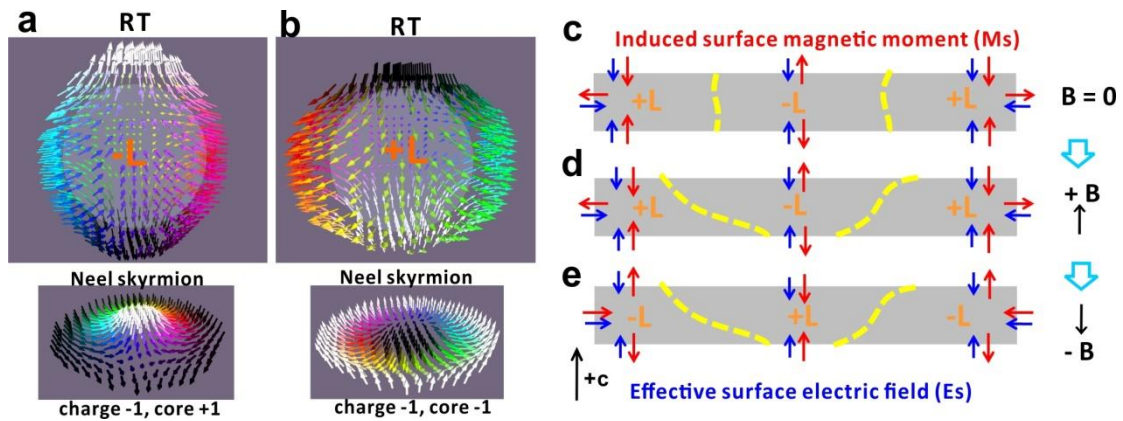 a
RT
-L
Neel skyrmion
charge -1, core +1
b
RT
+L
Neel skyrmion
charge -1, core -1
c
Induced surface magnetic moment (Ms)
+L -L +L
B = 0
d
+L -L +L
+ B
e
-L +L -L
- B
+c
Effective surface electric field (Es)